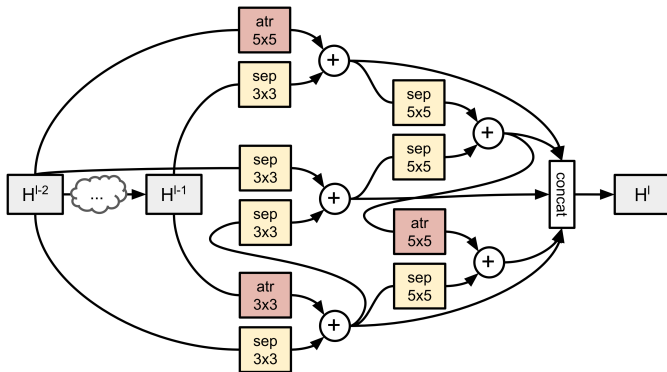 atr
5x5
+
sep
3x3
sep
5x5
+
sep
3x3
sep
5x5
H^l-2
...
H^l-1
+
concat
H^l
sep
3x3
atr
5x5
+
atr
3x3
sep
5x5
+
sep
3x3